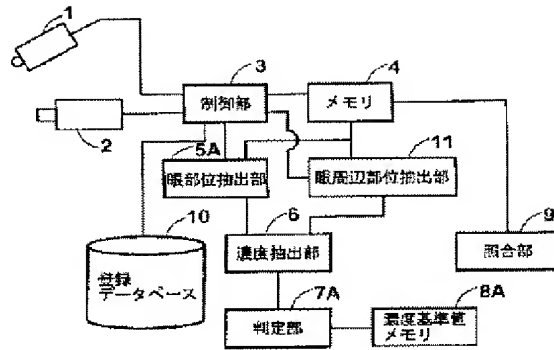 1
3
4
制御部
メモリ
2
5A
11
眼部位抽出部
眼周辺部位抽出部
10
6
9
登録
データベース
濃度抽出部
照合部
7A
8A
判定部
濃度基準値
メモリ